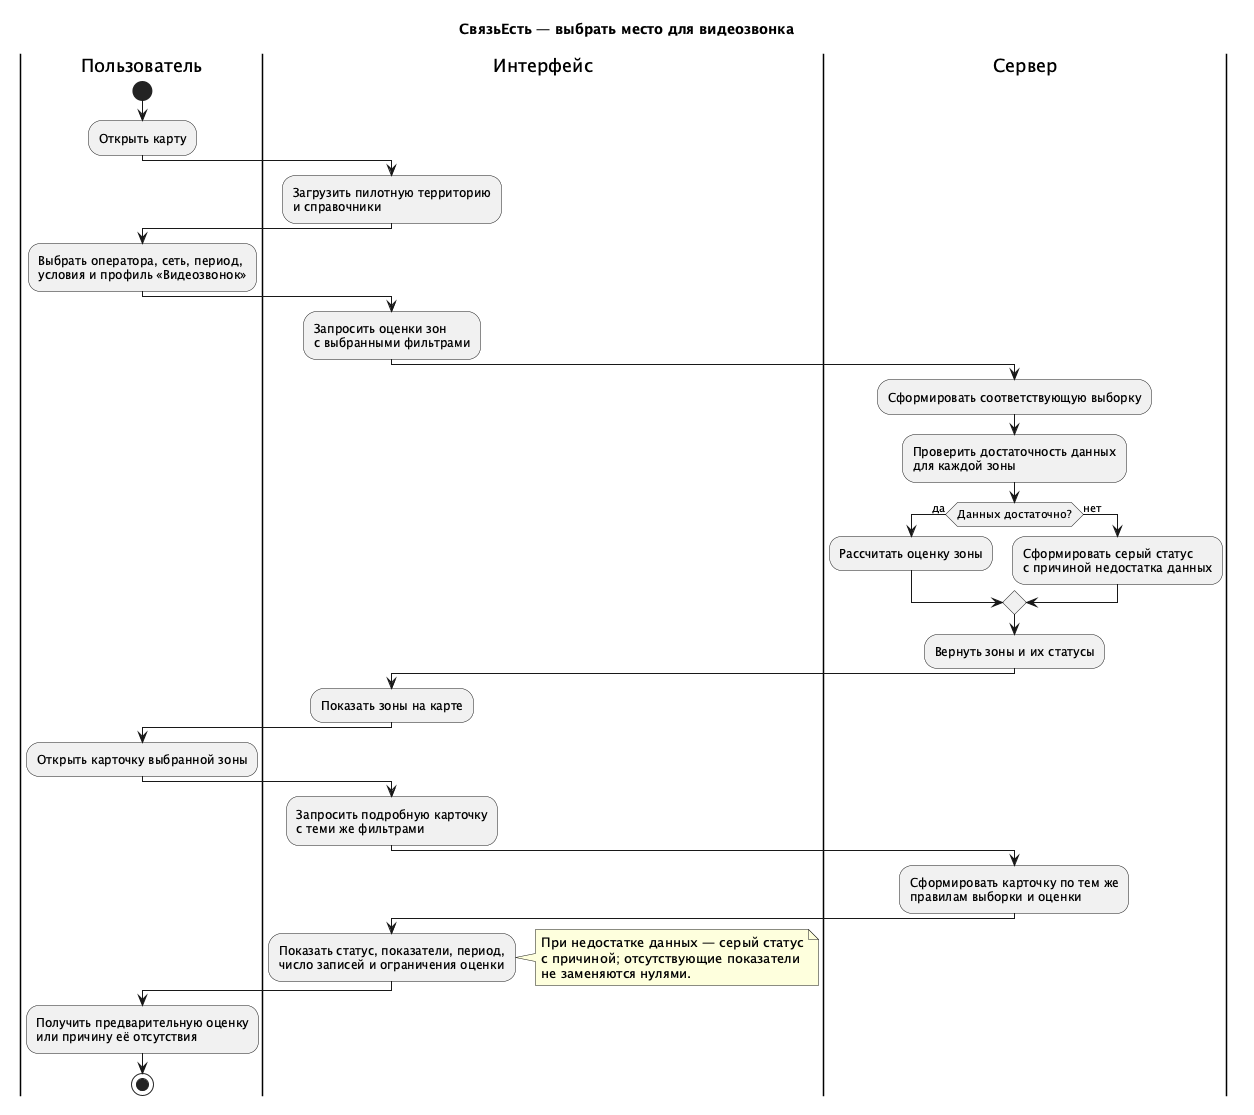 СвязьЕсть — выбрать место для видеозвонка
Пользователь
Интерфейс
Сервер
Открыть карту
Загрузить пилотную территорию
и справочники
Выбрать оператора, сеть, период,
условия и профиль «Видеозвонок»
Запросить оценки зон
с выбранными фильтрами
Сформировать соответствующую выборку
Проверить достаточность данных
для каждой зоны
да
Данных достаточно?
нет
Рассчитать оценку зоны
Сформировать серый статус
с причиной недостатка данных
Вернуть зоны и их статусы
Показать зоны на карте
Открыть карточку выбранной зоны
Запросить подробную карточку
с теми же фильтрами
Сформировать карточку по тем же
правилам выборки и оценки
Показать статус, показатели, период,
число записей и ограничения оценки
При недостатке данных — серый статус
с причиной; отсутствующие показатели
не заменяются нулями.
Получить предварительную оценку
или причину её отсутствия